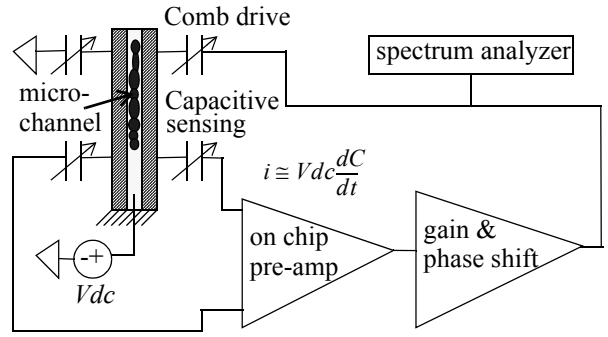 Comb drive
spectrum analyzer
micro-
channel
Capacitive
sensing
i ≅ Vdc dC
dt
on chip
pre-amp
gain &
phase shift
-+
Vdc